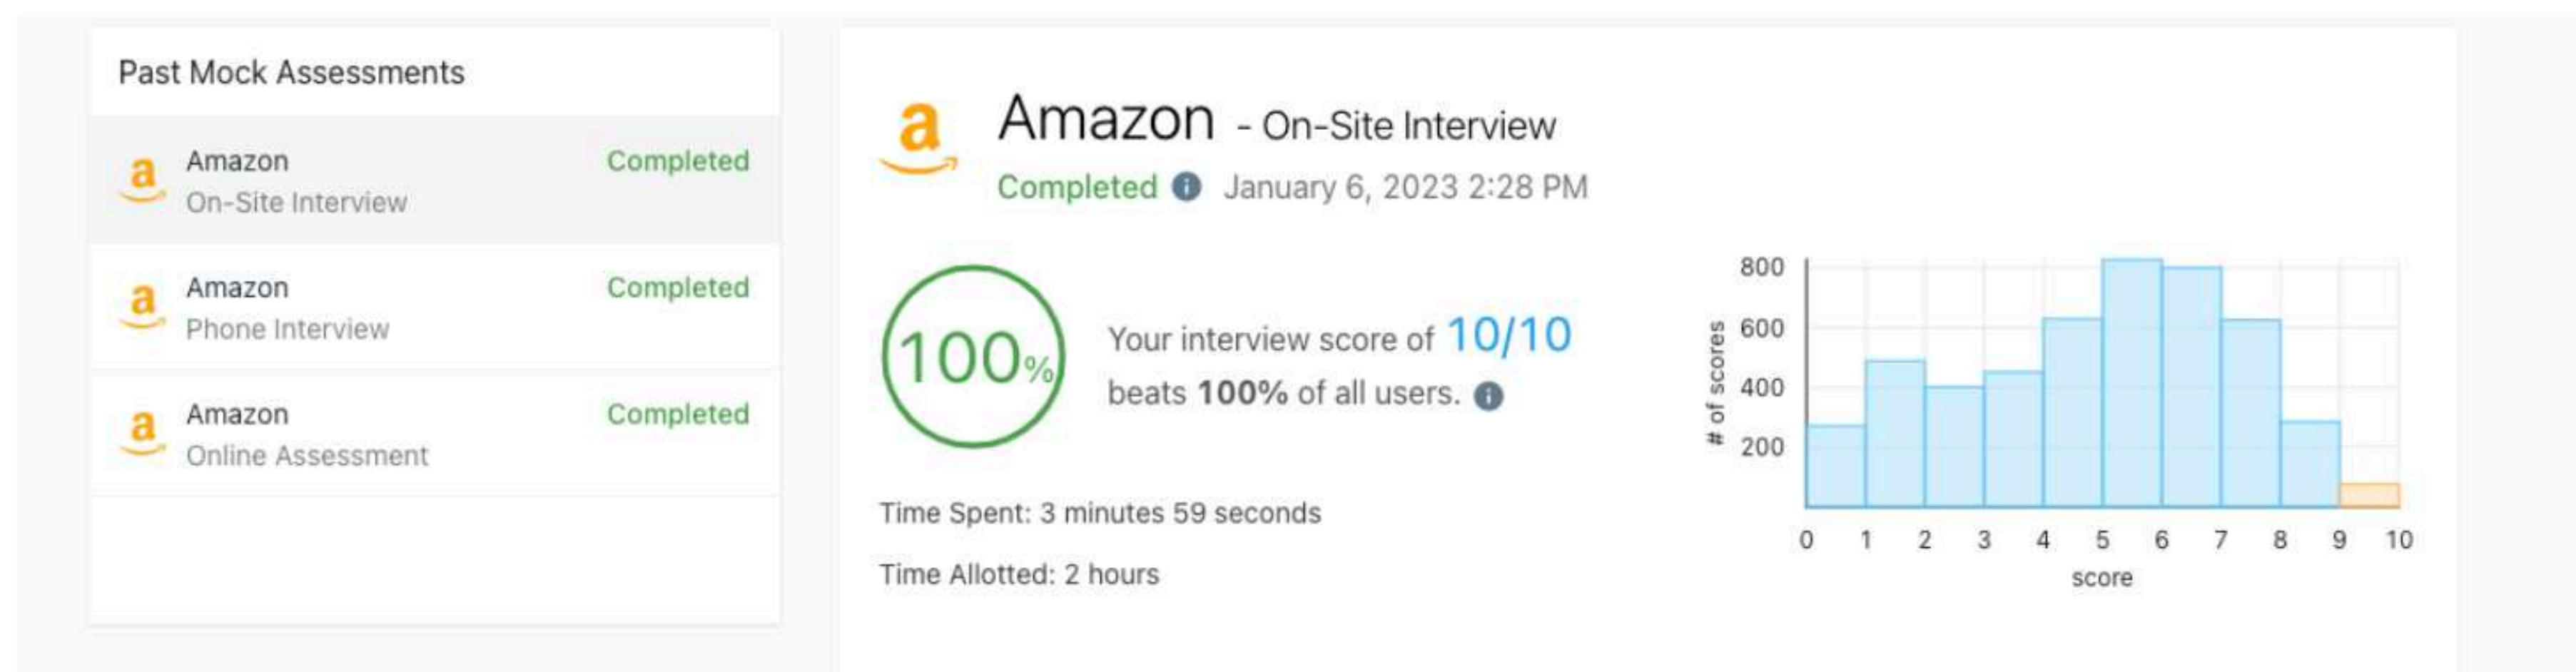 Past Mock Assessments
Amazon Completed
On-Site Interview
Amazon Completed
Phone Interview
Amazon Completed
Online Assessment
Amazon - On-Site Interview
Completed January 6, 2023 2:28 PM
100%
Your interview score of 10/10
beats 100% of all users.
Time Spent: 3 minutes 59 seconds
Time Allotted: 2 hours
# of scores
800
600
400
200
0 1 2 3 4 5 6 7 8 9 10
score